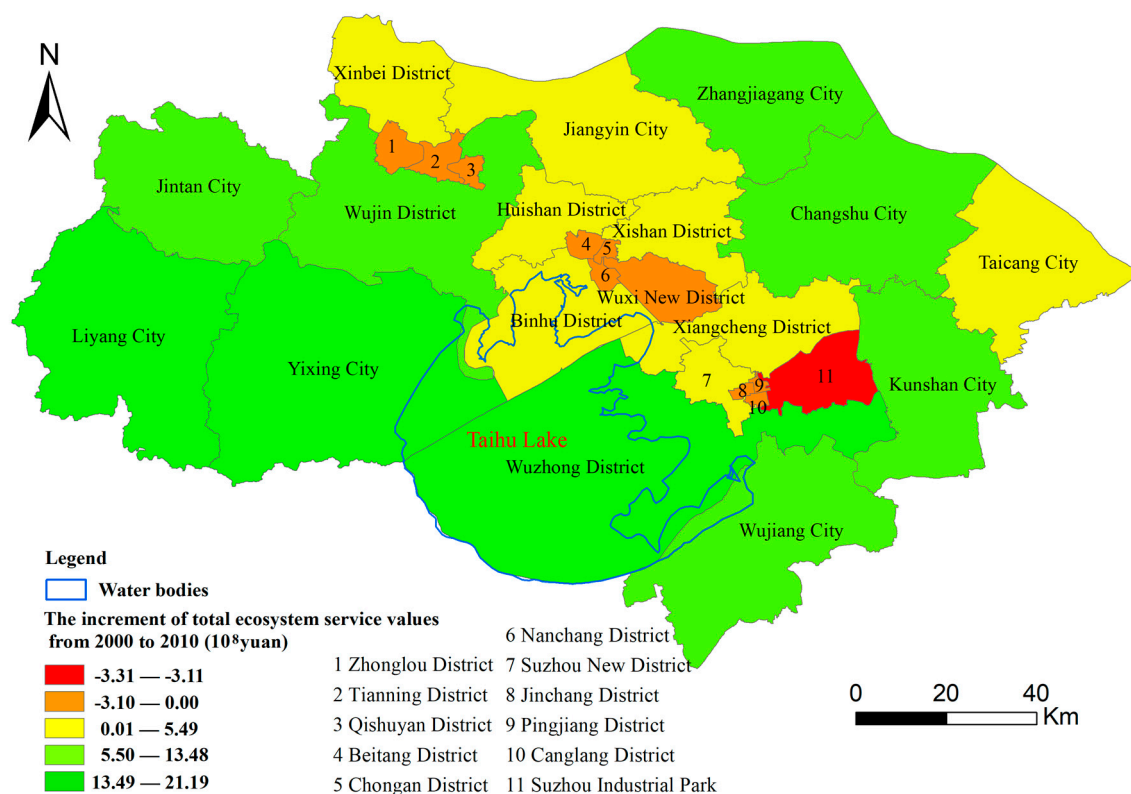 N
Xinbei District
Zhangjiagang City
Jiangyin City
1
2
3
Jintan City
Wujin District
Huishan District
Changshu City
Xishan District
4
5
Taicang City
6
Wuxi New District
Binhu District
Xiangcheng District
Liyang City
Yixing City
7
8
9
10
11
Kunshan City
Taihu Lake
Wuzhong District
Wujiang City
Legend
Water bodies
The increment of total ecosystem service values
from 2000 to 2010 (10⁸yuan)
-3.31 — -3.11
-3.10 — 0.00
0.01 — 5.49
5.50 — 13.48
13.49 — 21.19
1 Zhonglou District
2 Tianning District
3 Qishuyan District
4 Beitang District
5 Chongan District
6 Nanchang District
7 Suzhou New District
8 Jinchang District
9 Pingjiang District
10 Canglang District
11 Suzhou Industrial Park
0 20 40
Km